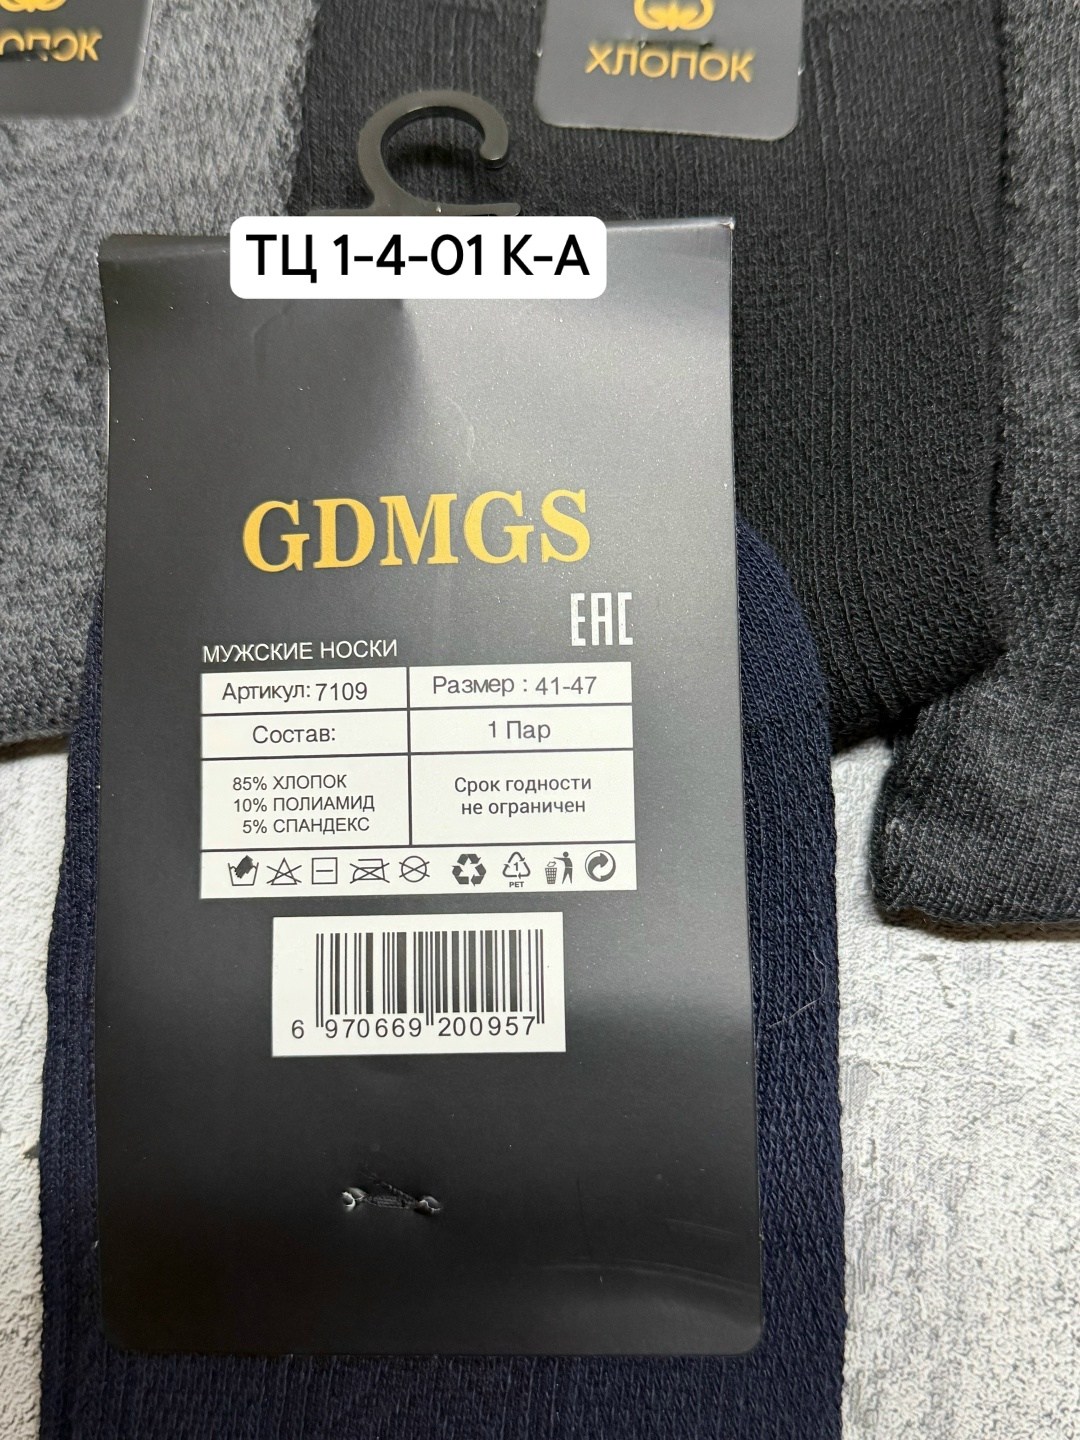 ХЛОПОК
ТЦ 1-4-01 К-А
GDMGS
EAC
МУЖСКИЕ НОСКИ
Артикул: 7109 Размер : 41-47
Состав: 1 Пар
85% ХЛОПОК
10% ПОЛИАМИД
5% СПАНДЕКС
Срок годности
не ограничен
1
PET
6 970669 200957